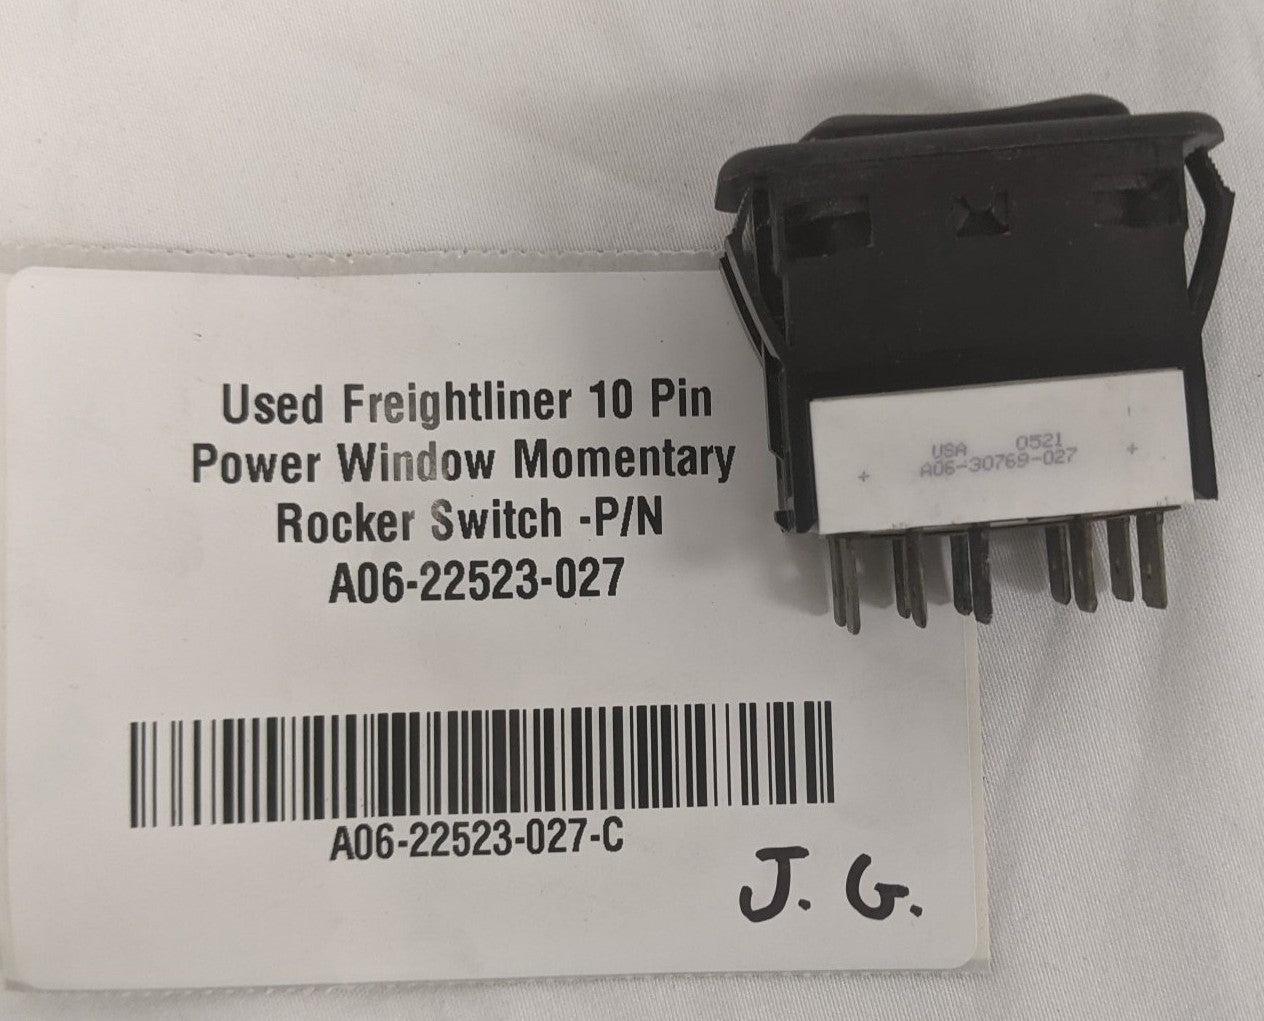 Used Freightliner 10 Pin
Power Window Momentary
Rocker Switch -P/N
A06-22523-027
A06-22523-027-C
J. G.
USA 0521
A06-30769-027